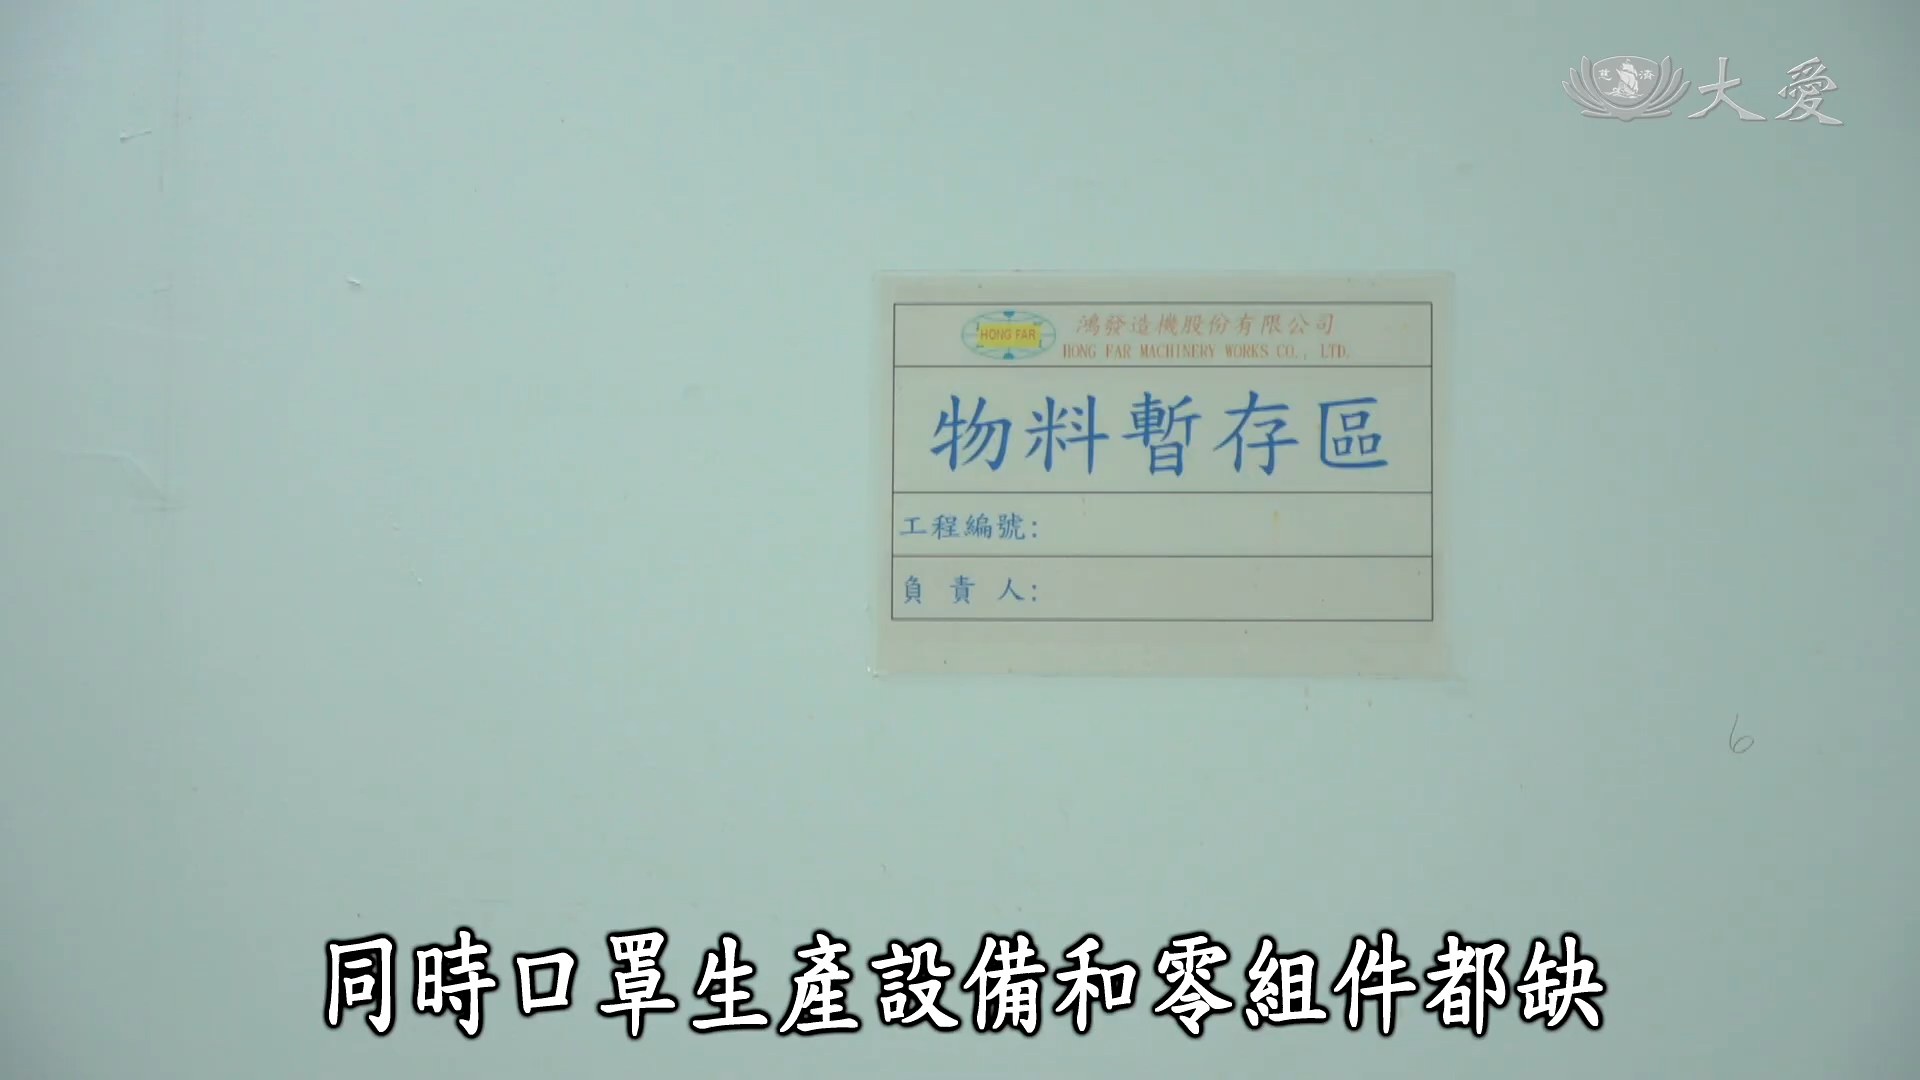 慈濟
大愛
HONG FAR
鴻發造機股份有限公司
HONG FAR MACHINERY WORKS CO., LTD.
物料暫存區
工程編號:
負責人:
6
同時口罩生產設備和零組件都缺